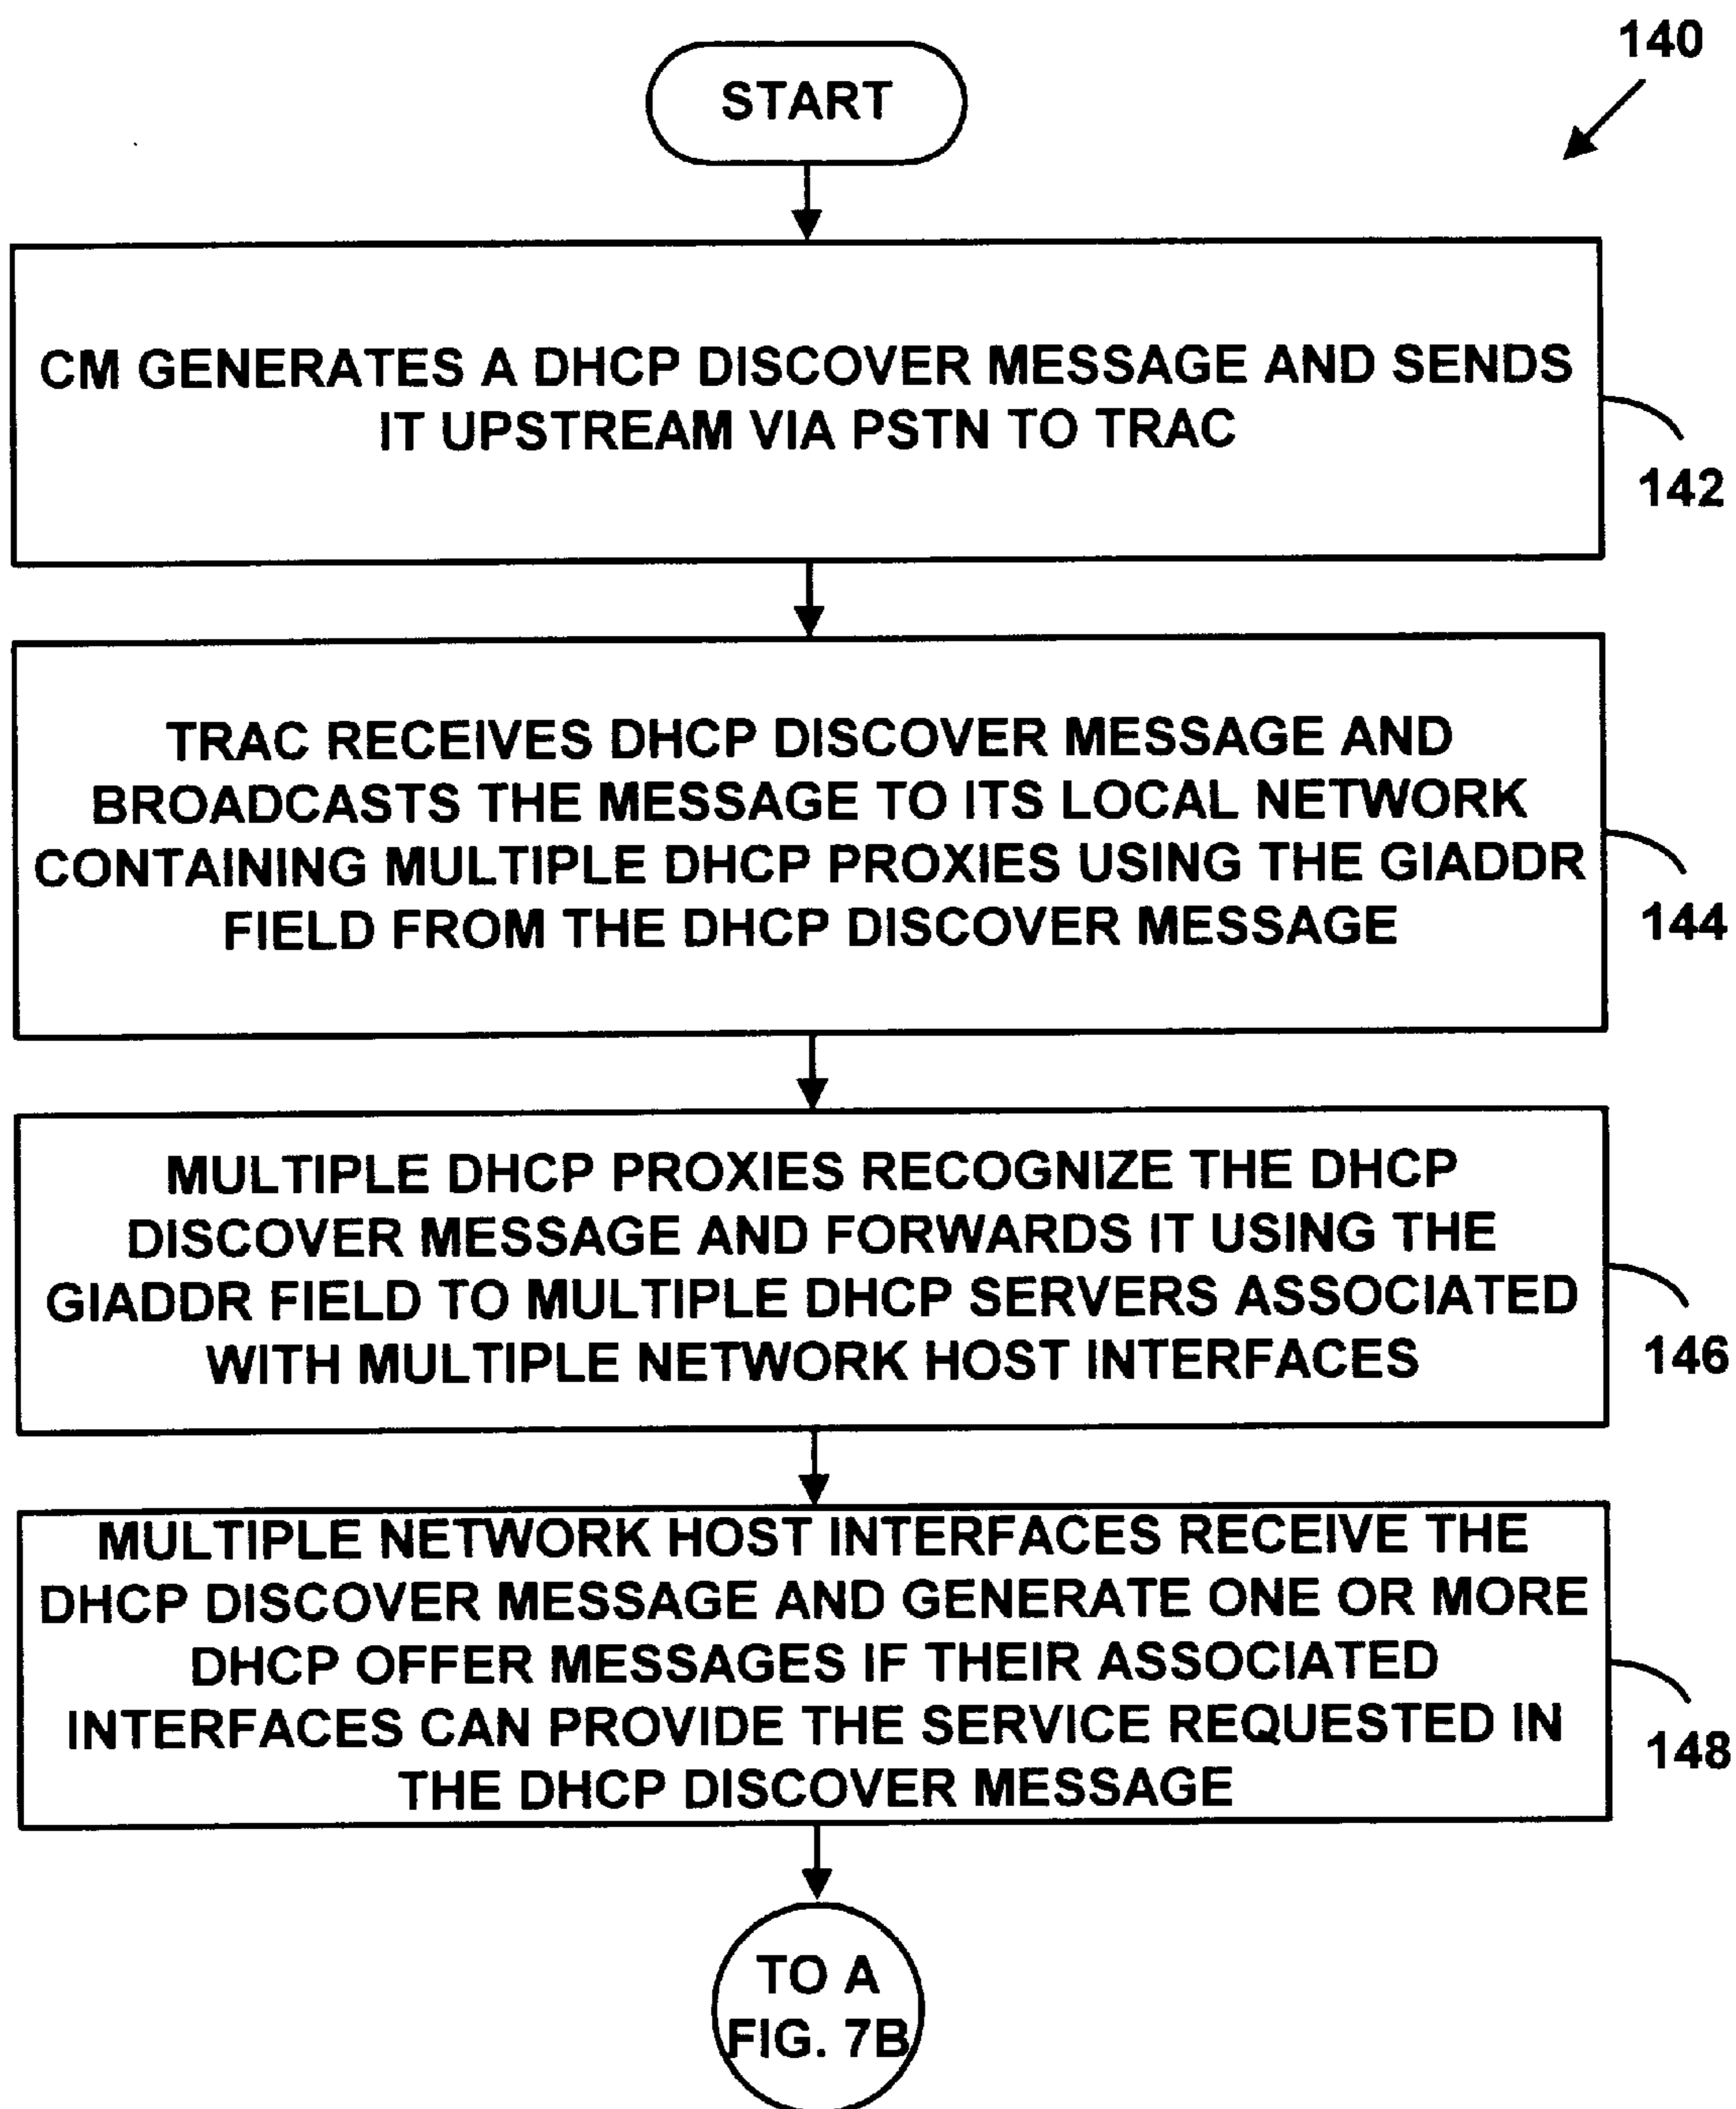 140
START
CM GENERATES A DHCP DISCOVER MESSAGE AND SENDS
IT UPSTREAM VIA PSTN TO TRAC
142
TRAC RECEIVES DHCP DISCOVER MESSAGE AND
BROADCASTS THE MESSAGE TO ITS LOCAL NETWORK
CONTAINING MULTIPLE DHCP PROXIES USING THE GIADDR
FIELD FROM THE DHCP DISCOVER MESSAGE
144
MULTIPLE DHCP PROXIES RECOGNIZE THE DHCP
DISCOVER MESSAGE AND FORWARDS IT USING THE
GIADDR FIELD TO MULTIPLE DHCP SERVERS ASSOCIATED
WITH MULTIPLE NETWORK HOST INTERFACES
146
MULTIPLE NETWORK HOST INTERFACES RECEIVE THE
DHCP DISCOVER MESSAGE AND GENERATE ONE OR MORE
DHCP OFFER MESSAGES IF THEIR ASSOCIATED
INTERFACES CAN PROVIDE THE SERVICE REQUESTED IN
THE DHCP DISCOVER MESSAGE
148
TO A
FIG. 7B